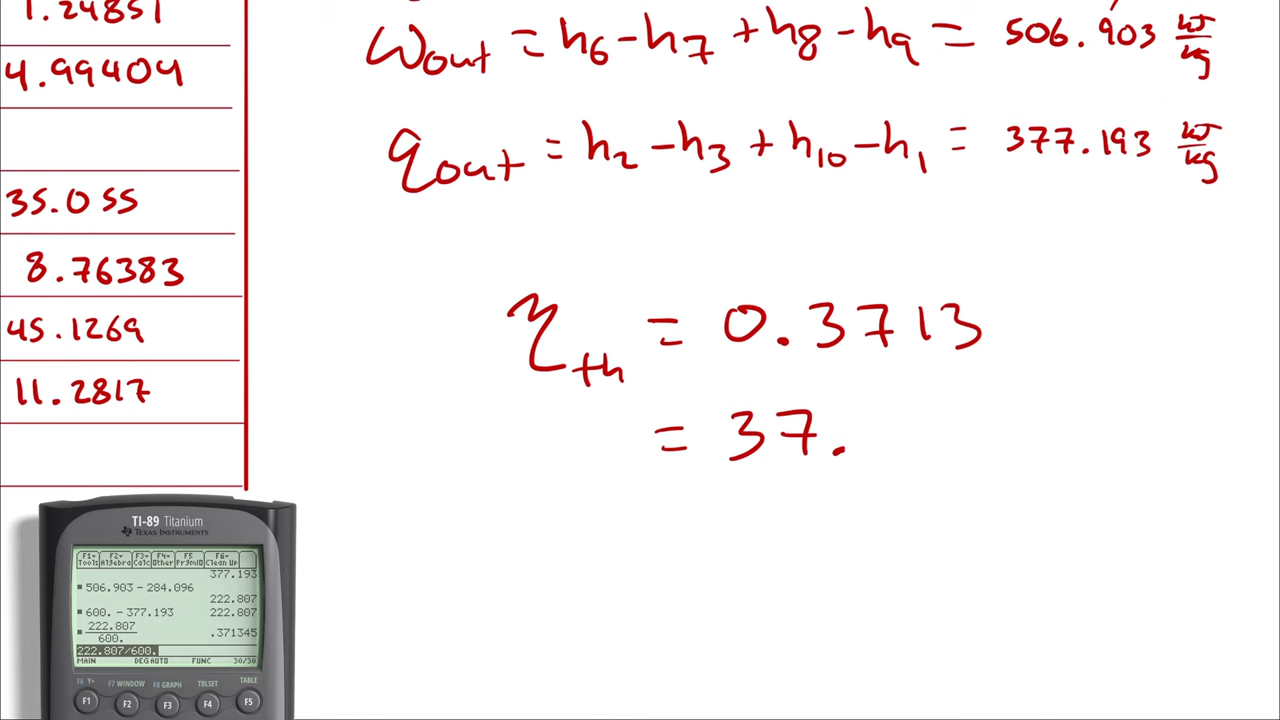 1.24851
4.99404
35.055
8.76383
45.1269
11.2817
ωout = h6 − h7 + h8 − h9 = 506.903 kJ/kg
qout = h2 − h3 + h10 − h1 = 377.193 kJ/kg
ηth = 0.3713
= 37.
TI-89 Titanium
TEXAS INSTRUMENTS
F1 Tools F2 Algebra F3 Calc F4 Other F5 PrgmIO F6 Clean Up
377.193
506.903 − 284.096
222.807
600. − 377.193 222.807
222.807/600. .371345
222.807/600.
MAIN DEG AUTO FUNC 30/30
F6 Y= F7 WINDOW F8 GRAPH TBLSET TABLE
F1 F2 F3 F4 F5